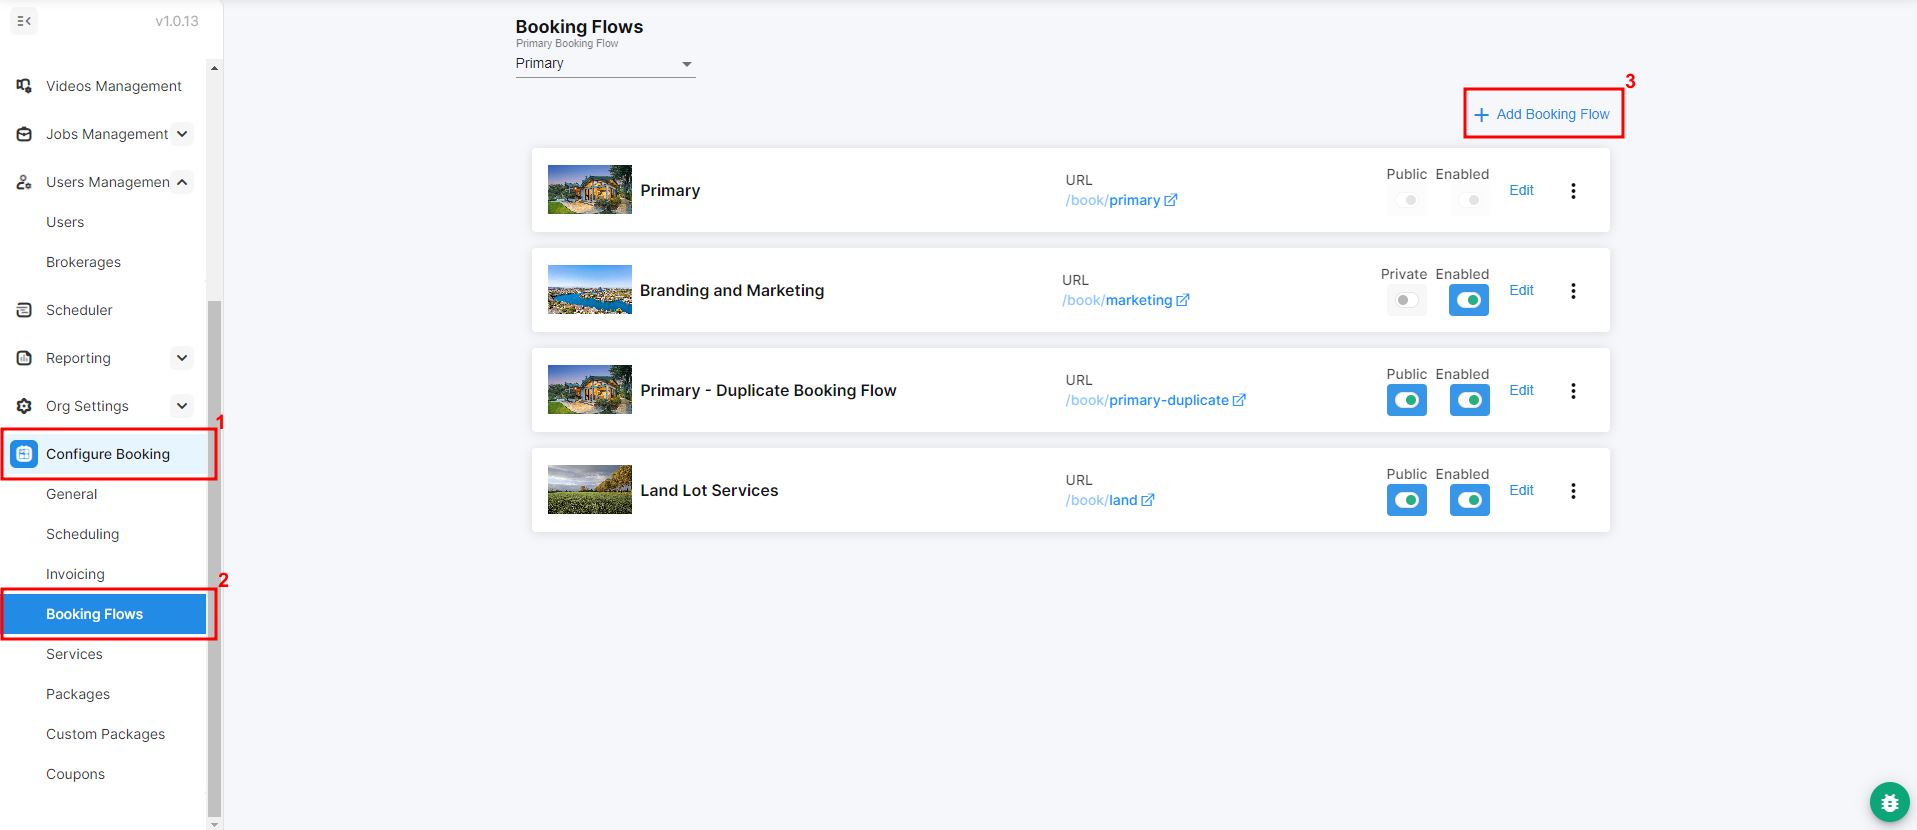 v1.0.13
Videos Management
Jobs Management
Users Managemen
Users
Brokerages
Scheduler
Reporting
Org Settings
1
Configure Booking
General
Scheduling
Invoicing
2
Booking Flows
Services
Packages
Custom Packages
Coupons
Booking Flows
Primary Booking Flow
Primary
3
+ Add Booking Flow
Primary
URL
/book/primary
Public Enabled
Edit
Branding and Marketing
URL
/book/marketing
Private Enabled
Edit
Primary - Duplicate Booking Flow
URL
/book/primary-duplicate
Public Enabled
Edit
Land Lot Services
URL
/book/land
Public Enabled
Edit